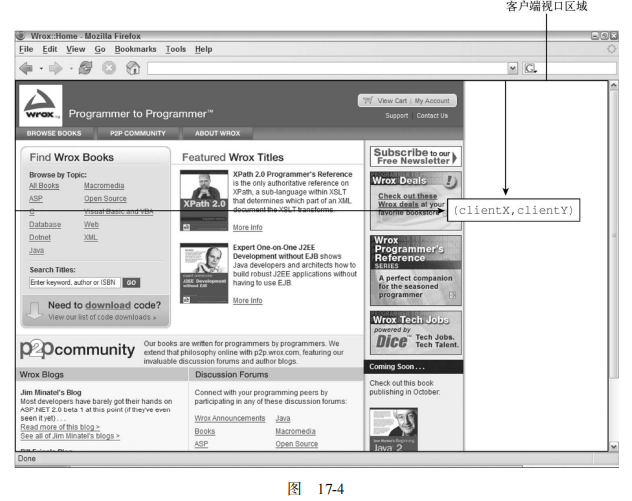 客户端视口区域
Wrox::Home - Mozilla Firefox
File Edit View Go Bookmarks Tools Help
G
wrox
Programmer to Programmer™
View Cart | My Account
Support Contact Us
BROWSE BOOKS P2P COMMUNITY ABOUT WROX
Find Wrox Books
Browse by Topic:
All Books Macromedia
ASP Open Source
C Visual Basic and VBA
Database Web
Dotnet XML
Java
Search Titles:
Enter keyword, author or ISBN GO
Need to download code?
View our list of code downloads »
Featured Wrox Titles
XPath 2.0
XPath 2.0 Programmer's Reference
is the only authoritative reference on
XPath, a sub-language within XSLT
that determines which part of an XML
document the XSLT transforms.
More Info
J2EE Development
without EJB
Expert One-on-One J2EE
Development without EJB shows
Java developers and architects how to
build robust J2EE applications without
having to use EJB.
More Info
Subscribe to our
Free Newsletter
Wrox Deals
Check out these
Wrox deals at your
favorite bookstore
(clientX,clientY)
Wrox
Programmer's
Reference
SERIES
A perfect companion
for the seasoned
programmer
Wrox Tech Jobs
powered by
Dice™ Tech Jobs.
Tech Talent.
p2pcommunity
Our books are written for programmers by programmers. We
extend that philosophy online with p2p.wrox.com, featuring our
invaluable discussion forums and author blogs.
Wrox Blogs
Jim Minatel's Blog
Most developers have barely got their hands on
ASP.NET 2.0 beta 1 at this point (if they've even
seen it yet) . . .
Read more of this blog >
See all of Jim Minatel's blogs >
Discussion Forums
Connect with your programming peers by
participating in any of these discussion forums:
Wrox Announcements Java
Books Macromedia
ASP Open Source
Coming Soon . . .
Check out this book
publishing in October:
Java 2
Done
图 17-4